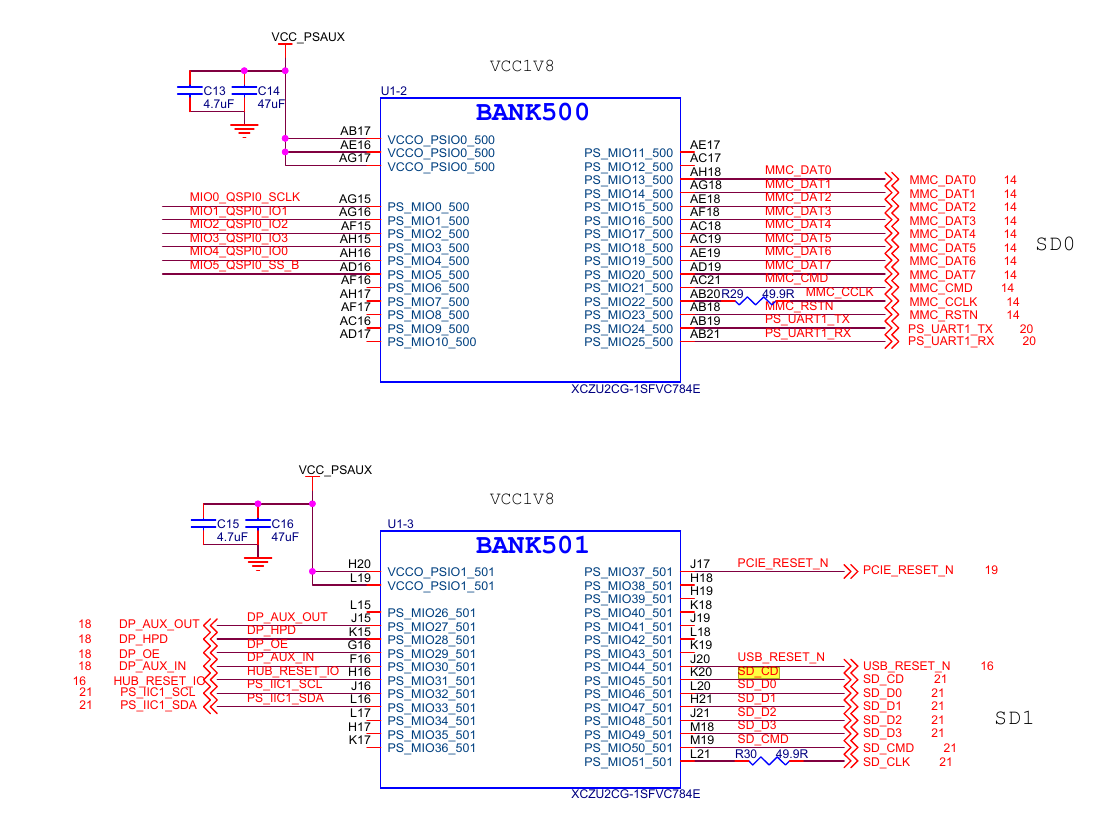 VCC_PSAUX
VCC1V8
C13
4.7uF
C14
47uF
U1-2
BANK500
AB17 VCCO_PSIO0_500
AE16 VCCO_PSIO0_500
AG17 VCCO_PSIO0_500
MIO0_QSPI0_SCLK AG15 PS_MIO0_500
MIO1_QSPI0_IO1 AG16 PS_MIO1_500
MIO2_QSPI0_IO2 AF15 PS_MIO2_500
MIO3_QSPI0_IO3 AH15 PS_MIO3_500
MIO4_QSPI0_IO0 AH16 PS_MIO4_500
MIO5_QSPI0_SS_B AD16 PS_MIO5_500
AF16 PS_MIO6_500
AH17 PS_MIO7_500
AF17 PS_MIO8_500
AC16 PS_MIO9_500
AD17 PS_MIO10_500
PS_MIO11_500 AE17
PS_MIO12_500 AC17
PS_MIO13_500 AH18 MMC_DAT0 MMC_DAT0 14
PS_MIO14_500 AG18 MMC_DAT1 MMC_DAT1 14
PS_MIO15_500 AE18 MMC_DAT2 MMC_DAT2 14
PS_MIO16_500 AF18 MMC_DAT3 MMC_DAT3 14
PS_MIO17_500 AC18 MMC_DAT4 MMC_DAT4 14
PS_MIO18_500 AC19 MMC_DAT5 MMC_DAT5 14
PS_MIO19_500 AE19 MMC_DAT6 MMC_DAT6 14
PS_MIO20_500 AD19 MMC_DAT7 MMC_DAT7 14
PS_MIO21_500 AC21 MMC_CMD MMC_CMD 14
PS_MIO22_500 AB20 R29 49.9R MMC_CCLK MMC_CCLK 14
PS_MIO23_500 AB18 MMC_RSTN MMC_RSTN 14
PS_MIO24_500 AB19 PS_UART1_TX PS_UART1_TX 20
PS_MIO25_500 AB21 PS_UART1_RX PS_UART1_RX 20
SD0
XCZU2CG-1SFVC784E
VCC_PSAUX
VCC1V8
C15
4.7uF
C16
47uF
U1-3
BANK501
H20 VCCO_PSIO1_501
L19 VCCO_PSIO1_501
L15 PS_MIO26_501
18 DP_AUX_OUT DP_AUX_OUT J15 PS_MIO27_501
18 DP_HPD DP_HPD K15 PS_MIO28_501
18 DP_OE DP_OE G16 PS_MIO29_501
18 DP_AUX_IN DP_AUX_IN F16 PS_MIO30_501
16 HUB_RESET_IO HUB_RESET_IO H16 PS_MIO31_501
21 PS_IIC1_SCL PS_IIC1_SCL J16 PS_MIO32_501
21 PS_IIC1_SDA PS_IIC1_SDA L16 PS_MIO33_501
L17 PS_MIO34_501
H17 PS_MIO35_501
K17 PS_MIO36_501
PS_MIO37_501 J17 PCIE_RESET_N PCIE_RESET_N 19
PS_MIO38_501 H18
PS_MIO39_501 H19
PS_MIO40_501 K18
PS_MIO41_501 J19
PS_MIO42_501 L18
PS_MIO43_501 K19
PS_MIO44_501 J20 USB_RESET_N USB_RESET_N 16
PS_MIO45_501 K20 SD_CD SD_CD 21
PS_MIO46_501 L20 SD_D0 SD_D0 21
PS_MIO47_501 H21 SD_D1 SD_D1 21
PS_MIO48_501 J21 SD_D2 SD_D2 21
PS_MIO49_501 M18 SD_D3 SD_D3 21
PS_MIO50_501 M19 SD_CMD SD_CMD 21
PS_MIO51_501 L21 R30 49.9R SD_CLK 21
SD1
XCZU2CG-1SFVC784E